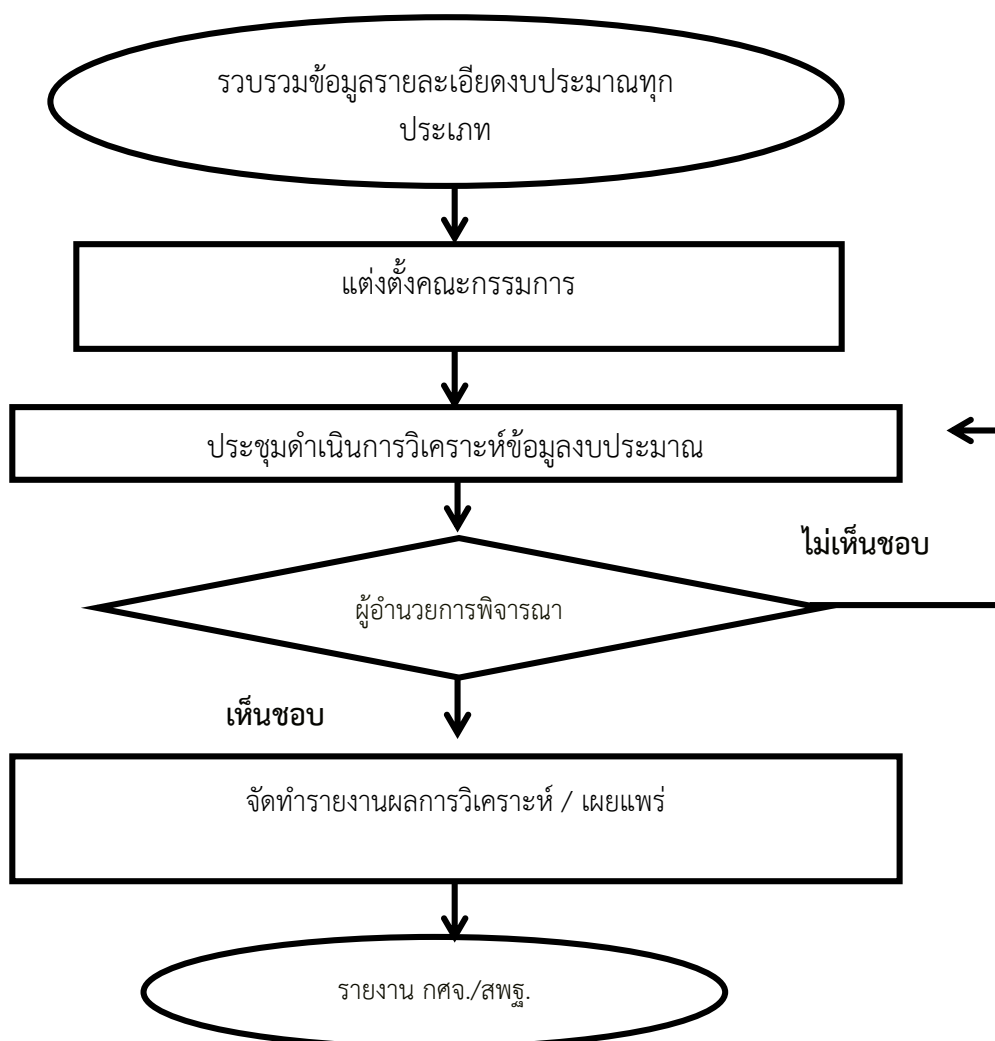 รวบรวมข้อมูลรายละเอียดงบประมาณทุก
ประเภท
แต่งตั้งคณะกรรมการ
ประชุมดำเนินการวิเคราะห์ข้อมูลงบประมาณ
ไม่เห็นชอบ
ผู้อำนวยการพิจารณา
เห็นชอบ
จัดทำรายงานผลการวิเคราะห์ / เผยแพร่
รายงาน กศจ./สพฐ.